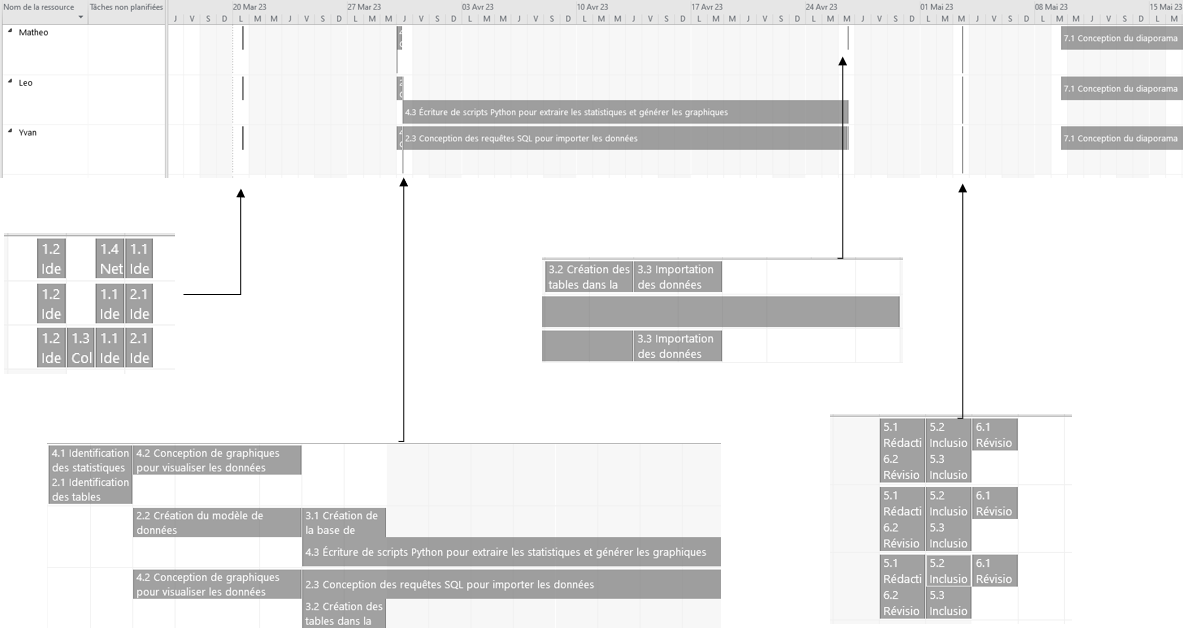 Nom de la ressource
Tâches non planifiées
20 Mar 23
27 Mar 23
03 Avr 23
10 Avr 23
17 Avr 23
24 Avr 23
01 Mai 23
08 Mai 23
15 Mai 23
J V S D L M M J V S D L M M J V S D L M M J V S D L M M J V S D L M M J V S D L M M J V S D L M M J V S D L M M J V S D L M
Matheo
7.1 Conception du diaporama
Leo
7.1 Conception du diaporama
4.3 Écriture de scripts Python pour extraire les statistiques et générer les graphiques
Yvan
2.3 Conception des requêtes SQL pour importer les données
7.1 Conception du diaporama
1.2 1.4 1.1
Ide Net Ide
1.2 1.1 2.1
Ide Ide Ide
1.2 1.3 1.1 2.1
Ide Col Ide Ide
3.2 Création des 3.3 Importation
tables dans la des données
3.3 Importation
des données
4.1 Identification 4.2 Conception de graphiques
des statistiques pour visualiser les données
2.1 Identification
des tables
2.2 Création du modèle de 3.1 Création de
données la base de
4.3 Écriture de scripts Python pour extraire les statistiques et générer les graphiques
4.2 Conception de graphiques 2.3 Conception des requêtes SQL pour importer les données
pour visualiser les données
3.2 Création des
tables dans la
5.1 5.2 6.1
Rédacti Inclusio Révisio
6.2 5.3
Révisio Inclusio
5.1 5.2 6.1
Rédacti Inclusio Révisio
6.2 5.3
Révisio Inclusio
5.1 5.2 6.1
Rédacti Inclusio Révisio
6.2 5.3
Révisio Inclusio